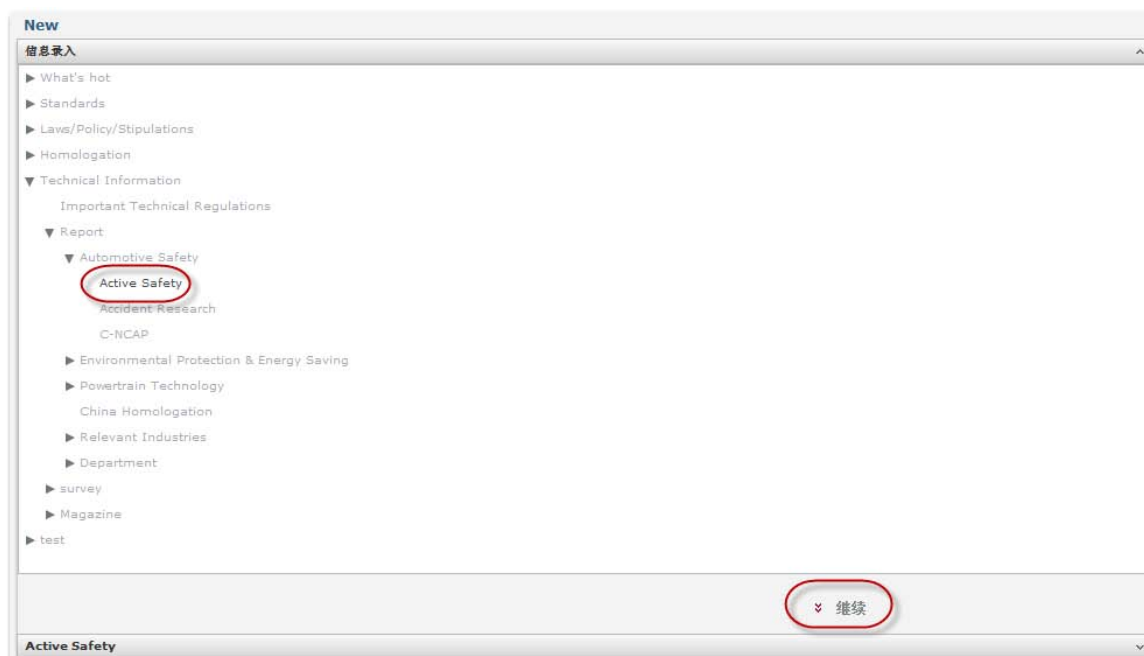 New
信息录入
What's hot
Standards
Laws/Policy/Stipulations
Homologation
Technical Information
Important Technical Regulations
Report
Automotive Safety
Active Safety
Accident Research
C-NCAP
Environmental Protection & Energy Saving
Powertrain Technology
China Homologation
Relevant Industries
Department
survey
Magazine
test
继续
Active Safety